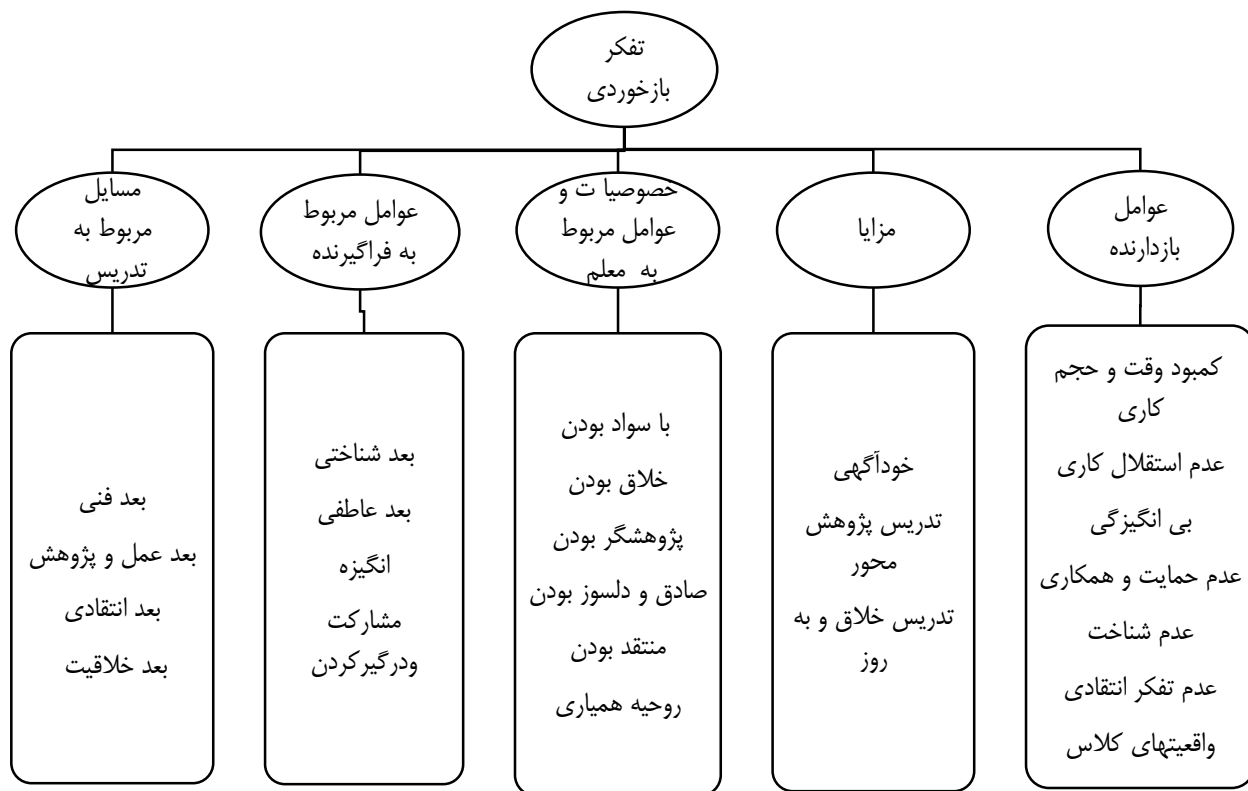 تفکر
بازخوردی
عوامل
بازدارنده
مزایا
خصوصیا ت و
عوامل مربوط
به معلم
عوامل مربوط
به فراگیرنده
مسایل
مربوط به
تدریس
کمبود وقت و حجم
کاری
عدم استقلال کاری
بی انگیزگی
عدم حمایت و همکاری
عدم شناخت
عدم تفکر انتقادی
واقعیتهای کلاس
خودآگهی
تدریس پژوهش
محور
تدریس خلاق و به
روز
با سواد بودن
خلاق بودن
پژوهشگر بودن
صادق و دلسوز بودن
منتقد بودن
روحیه همیاری
بعد شناختی
بعد عاطفی
انگیزه
مشارکت
ودرگیرکردن
بعد فنی
بعد عمل و پژوهش
بعد انتقادی
بعد خلاقیت